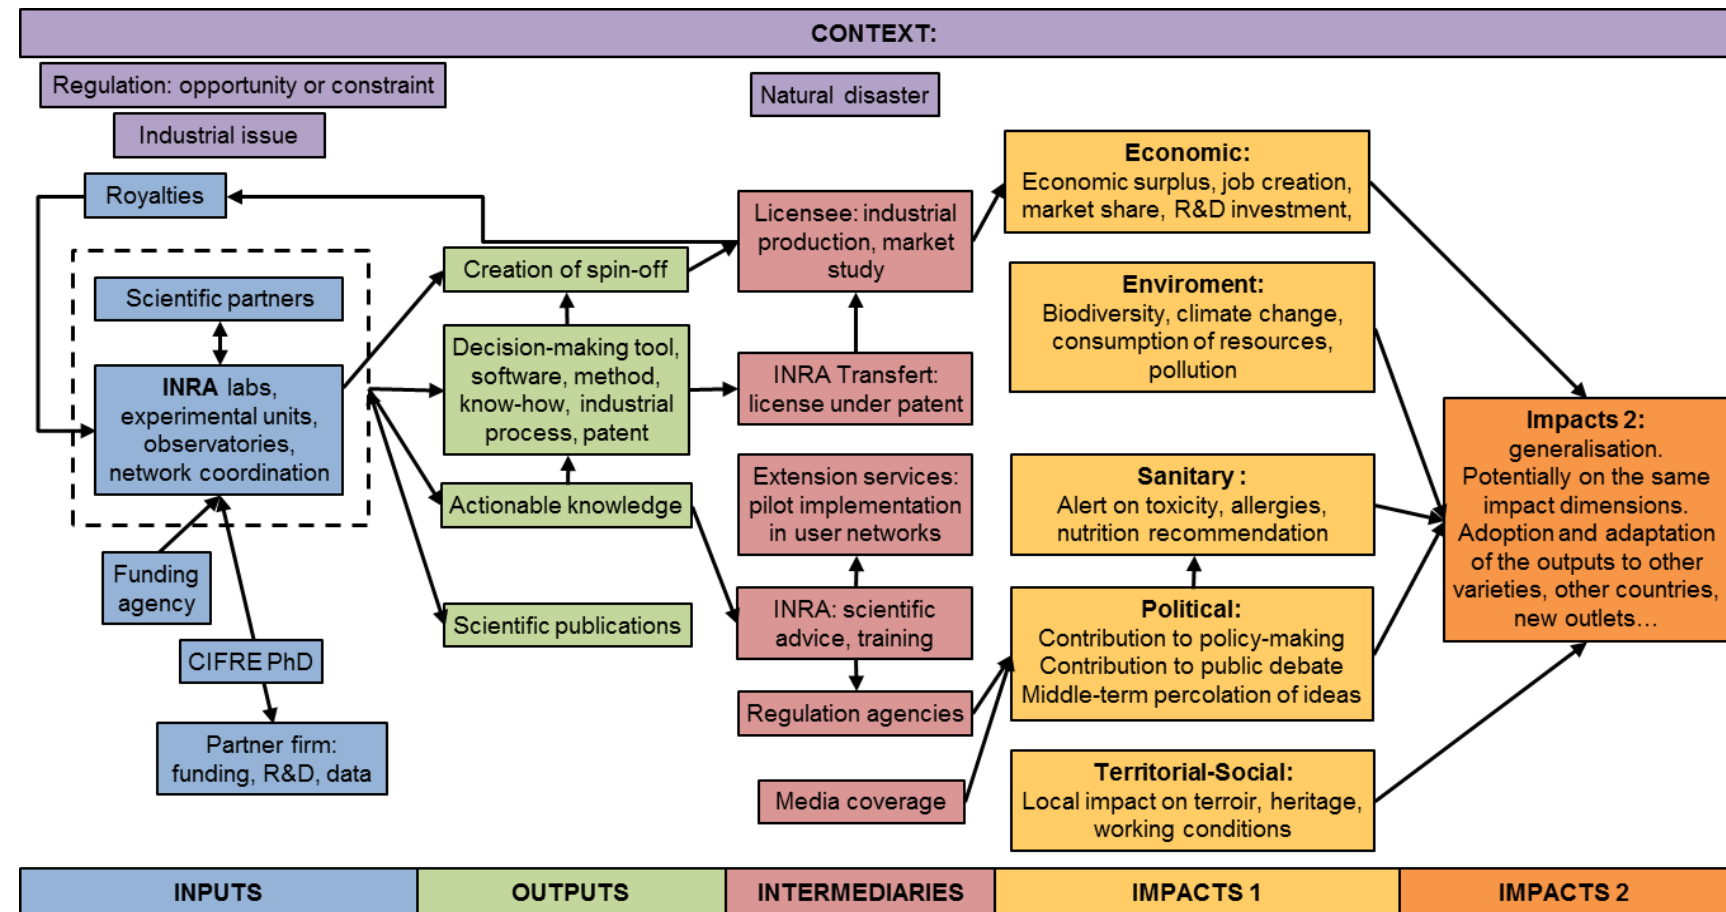 CONTEXT:
Regulation: opportunity or constraint
Industrial issue
Natural disaster
Royalties
Scientific partners
INRA labs,
experimental units,
observatories,
network coordination
Funding
agency
CIFRE PhD
Partner firm:
funding, R&D, data
Creation of spin-off
Decision-making tool,
software, method,
know-how, industrial
process, patent
Actionable knowledge
Scientific publications
Licensee: industrial
production, market
study
INRA Transfert:
license under patent
Extension services:
pilot implementation
in user networks
INRA: scientific
advice, training
Regulation agencies
Media coverage
Economic:
Economic surplus, job creation,
market share, R&D investment,
Enviroment:
Biodiversity, climate change,
consumption of resources,
pollution
Sanitary :
Alert on toxicity, allergies,
nutrition recommendation
Political:
Contribution to policy-making
Contribution to public debate
Middle-term percolation of ideas
Territorial-Social:
Local impact on terroir, heritage,
working conditions
Impacts 2:
generalisation.
Potentially on the same
impact dimensions.
Adoption and adaptation
of the outputs to other
varieties, other countries,
new outlets…
INPUTS
OUTPUTS
INTERMEDIARIES
IMPACTS 1
IMPACTS 2